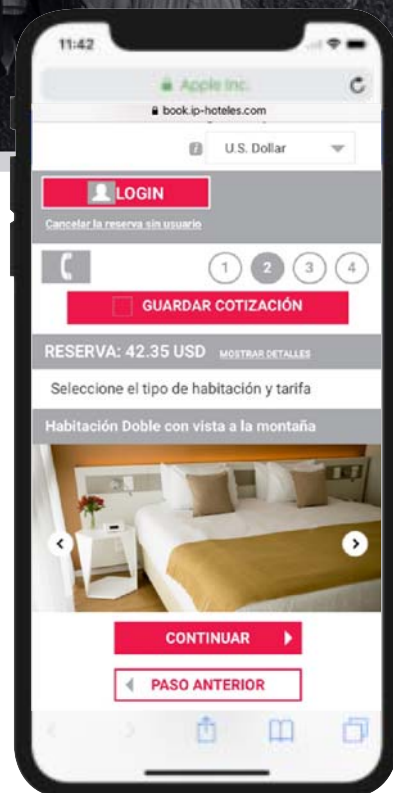 11:42
Apple Inc.
book.ip-hoteles.com
U.S. Dollar
LOGIN
Cancelar la reserva sin usuario
1 2 3 4
GUARDAR COTIZACIÓN
RESERVA: 42.35 USD MOSTRAR DETALLES
Seleccione el tipo de habitación y tarifa
Habitación Doble con vista a la montaña
CONTINUAR
PASO ANTERIOR